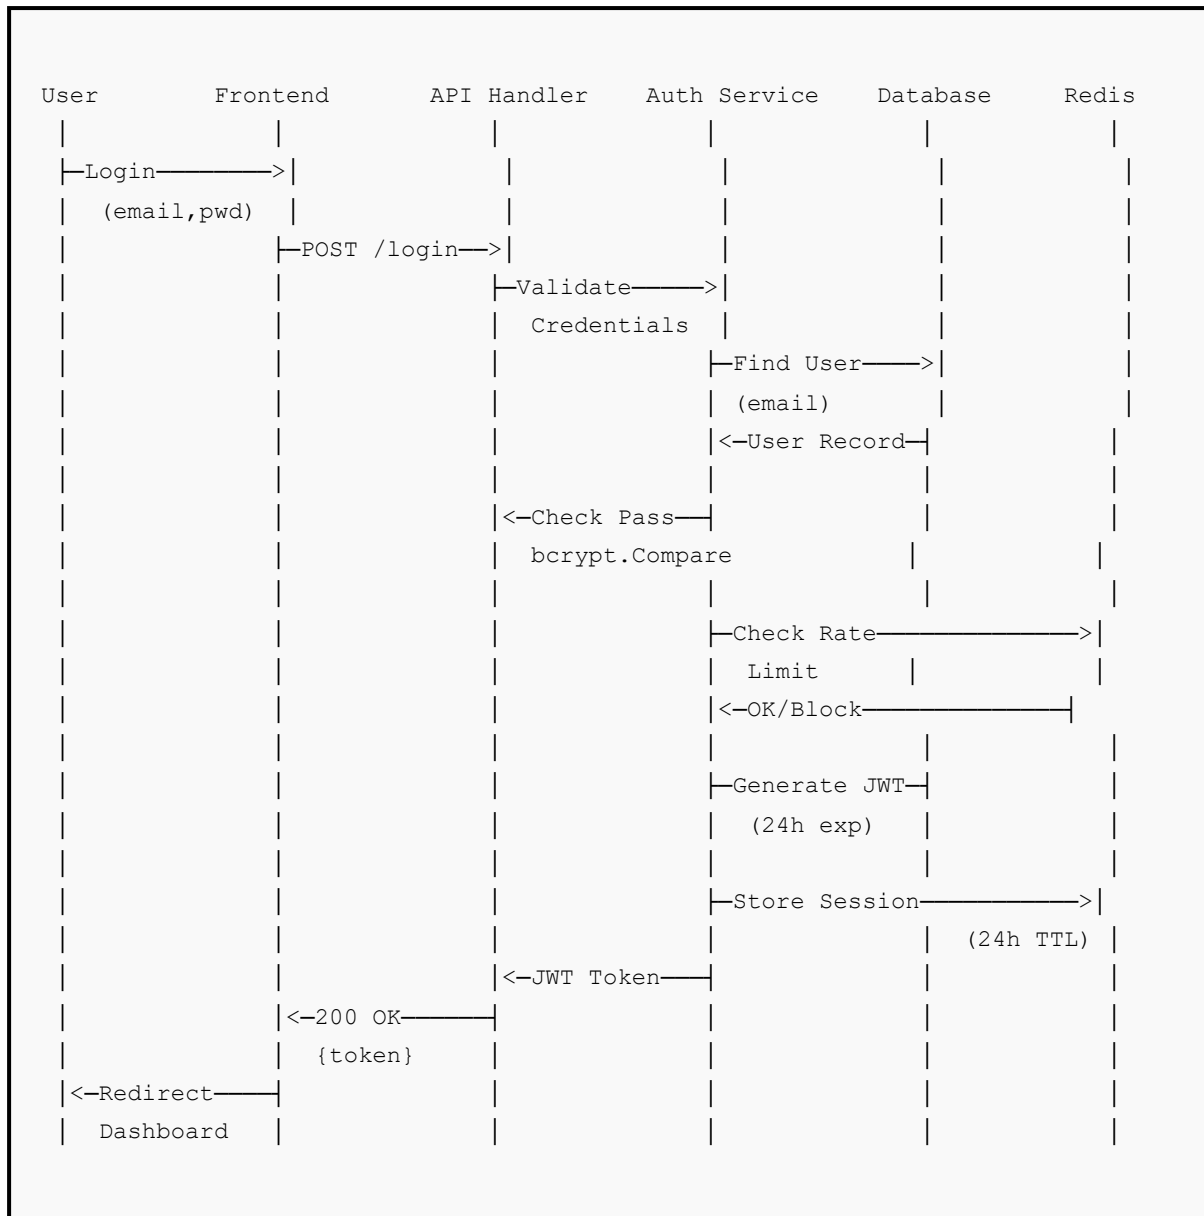 User Frontend API Handler Auth Service Database Redis
Login
(email,pwd)
POST /login
Validate
Credentials
Find User
(email)
User Record
Check Pass
bcrypt.Compare
Check Rate
Limit
OK/Block
Generate JWT
(24h exp)
Store Session
(24h TTL)
JWT Token
200 OK
{token}
Redirect
Dashboard